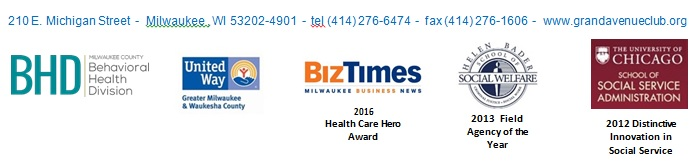 210 E. Michigan Street - Milwaukee, WI 53202-4901 - tel (414) 276-6474 - fax (414) 276-1606 - www.grandavenueclub.org
BHD
MILWAUKEE COUNTY
Behavioral
Health
Division
United
Way
Greater Milwaukee
& Waukesha County
BIZTIMES
MILWAUKEE BUSINESS NEWS
2016
Health Care Hero
Award
HELEN BADER
SCHOOL OF
SOCIAL WELFARE
2013 Field
Agency of the
Year
THE UNIVERSITY OF
CHICAGO
SCHOOL OF
SOCIAL SERVICE
ADMINISTRATION
2012 Distinctive
Innovation in
Social Service